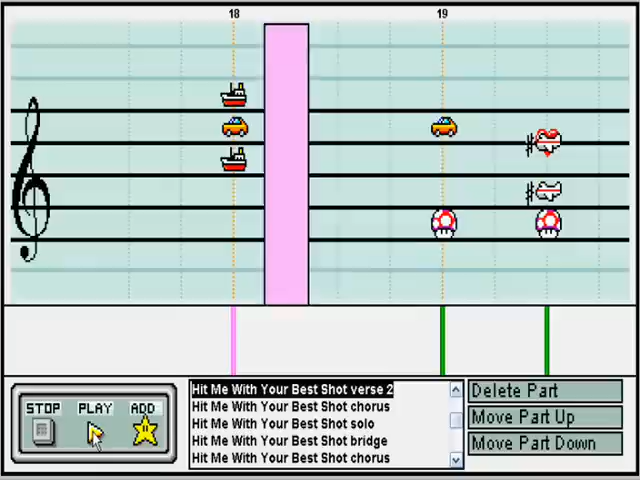 18 19
Hit Me With Your Best Shot verse 2
Hit Me With Your Best Shot chorus
Hit Me With Your Best Shot solo
Hit Me With Your Best Shot bridge
Hit Me With Your Best Shot chorus
STOP PLAY ADD
Delete Part
Move Part Up
Move Part Down